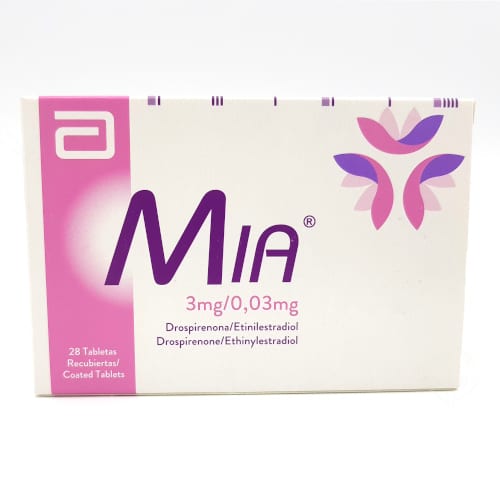 MIA®
3mg/0,03mg
Drospirenona/Etinilestradiol
Drospirenone/Ethinylestradiol
28 Tabletas
Recubiertas/
Coated Tablets